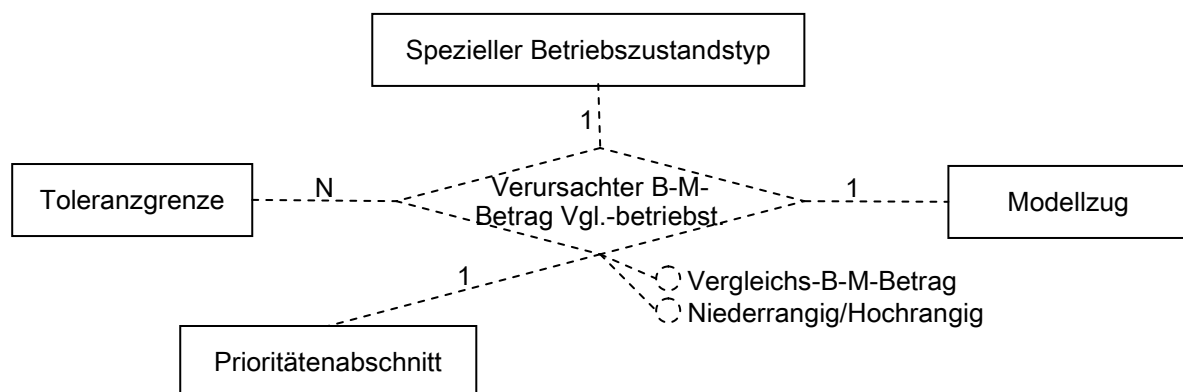 Spezieller Betriebszustandstyp
1
Toleranzgrenze
N
Verursachter B-M-
Betrag Vgl.-betriebst.
1
Modellzug
1
Vergleichs-B-M-Betrag
Niederrangig/Hochrangig
Prioritätenabschnitt